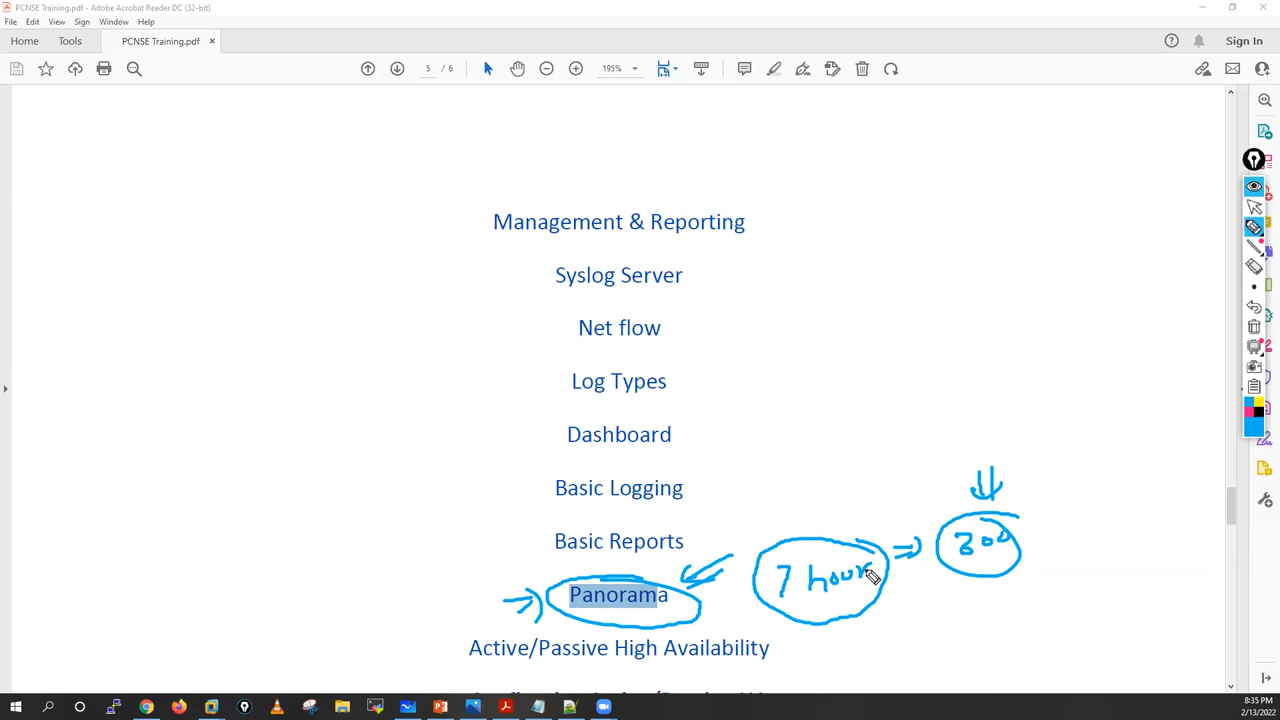 PCNSE Training.pdf - Adobe Acrobat Reader DC (32-bit)
File Edit View Sign Window Help
Home Tools PCNSE Training.pdf × Sign In
5 / 6 195%
Management & Reporting
Syslog Server
Net flow
Log Types
Dashboard
Basic Logging
Basic Reports
300
7 hour
Panorama
Active/Passive High Availability
8:35 PM
2/13/2022